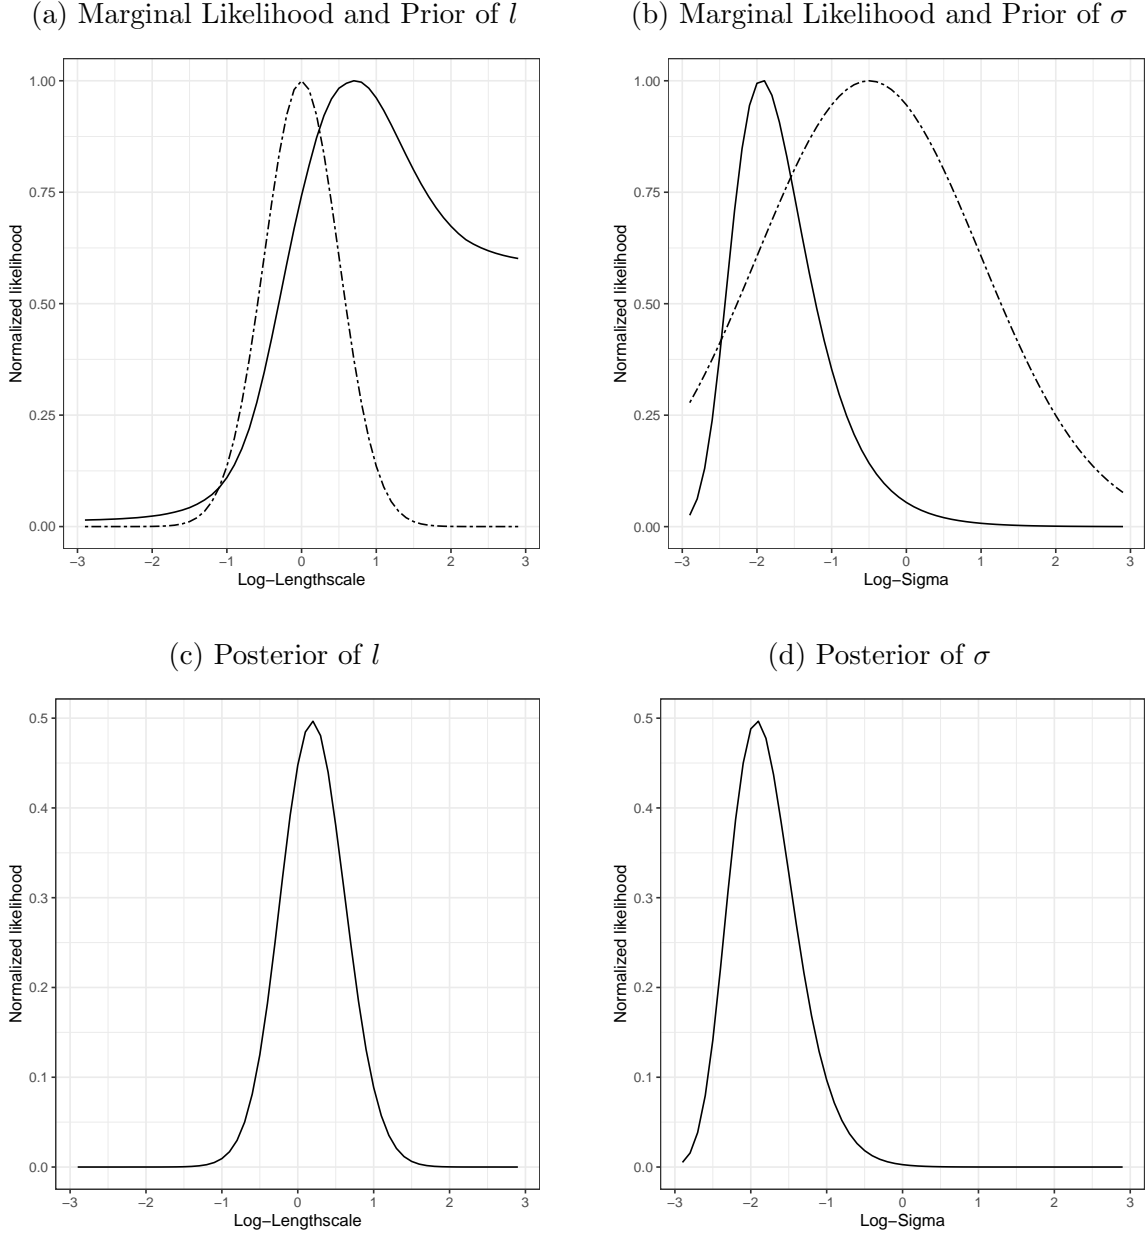 (a) Marginal Likelihood and Prior of l
(b) Marginal Likelihood and Prior of σ
Normalized likelihood
1.00
0.75
0.50
0.25
0.00
−3 −2 −1 0 1 2 3
Log−Lengthscale
Normalized likelihood
1.00
0.75
0.50
0.25
0.00
−3 −2 −1 0 1 2 3
Log−Sigma
(c) Posterior of l
(d) Posterior of σ
Normalized likelihood
0.5
0.4
0.3
0.2
0.1
0.0
−3 −2 −1 0 1 2 3
Log−Lengthscale
Normalized likelihood
0.5
0.4
0.3
0.2
0.1
0.0
−3 −2 −1 0 1 2 3
Log−Sigma